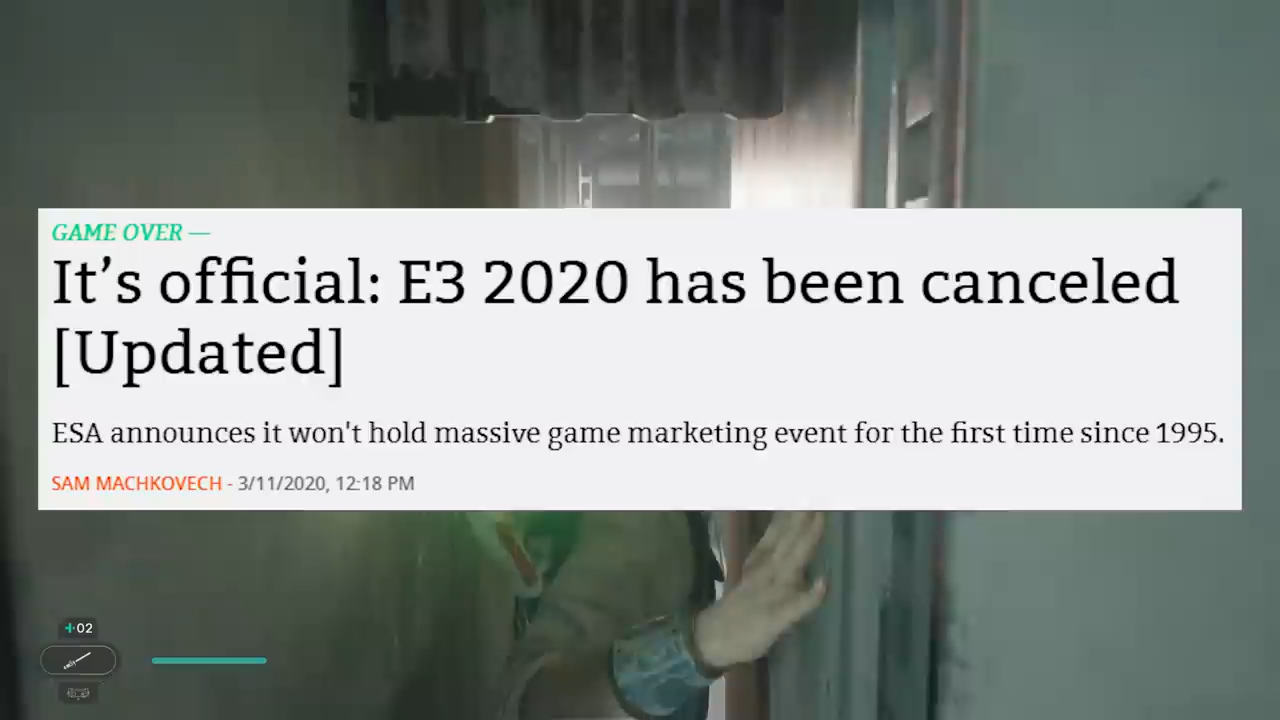 GAME OVER —
It’s official: E3 2020 has been canceled
[Updated]
ESA announces it won't hold massive game marketing event for the first time since 1995.
SAM MACHKOVECH - 3/11/2020, 12:18 PM
+02